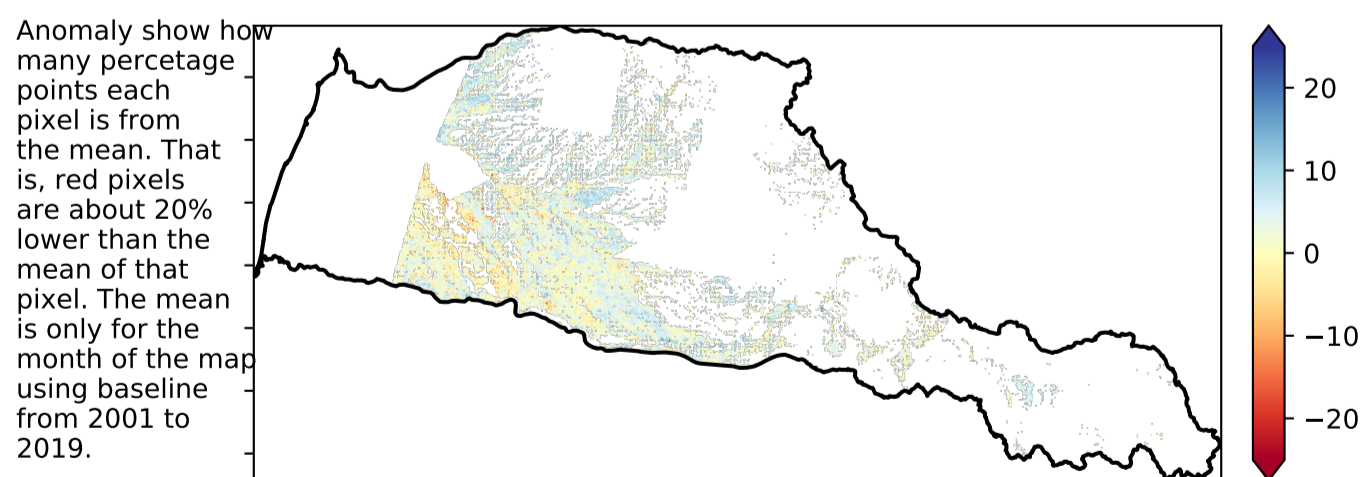 Anomaly show how
many percetage
points each
pixel is from
the mean. That
is, red pixels
are about 20%
lower than the
mean of that
pixel. The mean
is only for the
month of the map
using baseline
from 2001 to
2019.
20
10
0
−10
−20